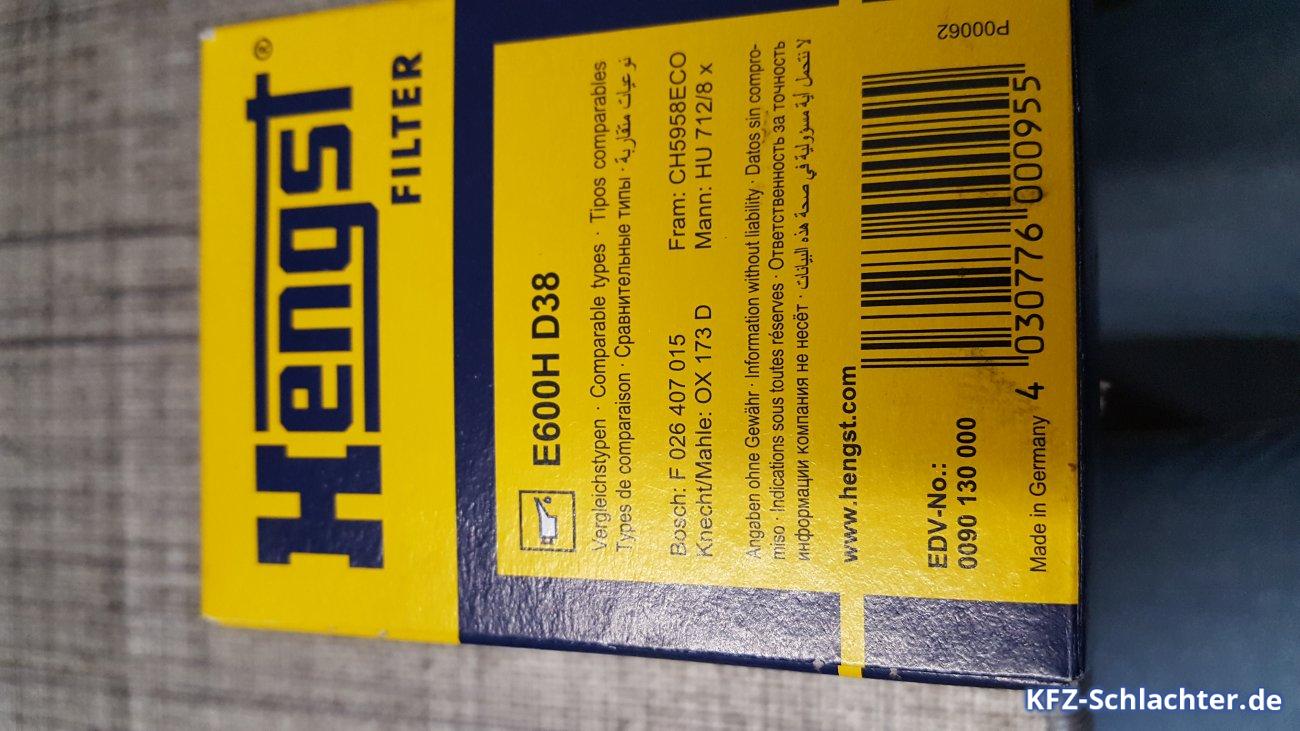 Hengst®
FILTER
E600H D38
Vergleichstypen · Comparable types · Tipos comparables
Types de comparaison · Сравнительные типы · نوعيات متقاربة
Bosch: F 026 407 015 Fram: CH5958ECO
Knecht/Mahle: OX 173 D Mann: HU 712/8 x
Angaben ohne Gewähr · Information without liability · Datos sin compro-
miso · Indications sous toutes réserves · Ответственность за точность
информации компания не несёт · لا نتحمل أية مسؤولية في صحة هذه البيانات
www.hengst.com
EDV-No.:
0090 130 000
Made in Germany
4 030776 000955
P00062
KFZ-Schlachter.de